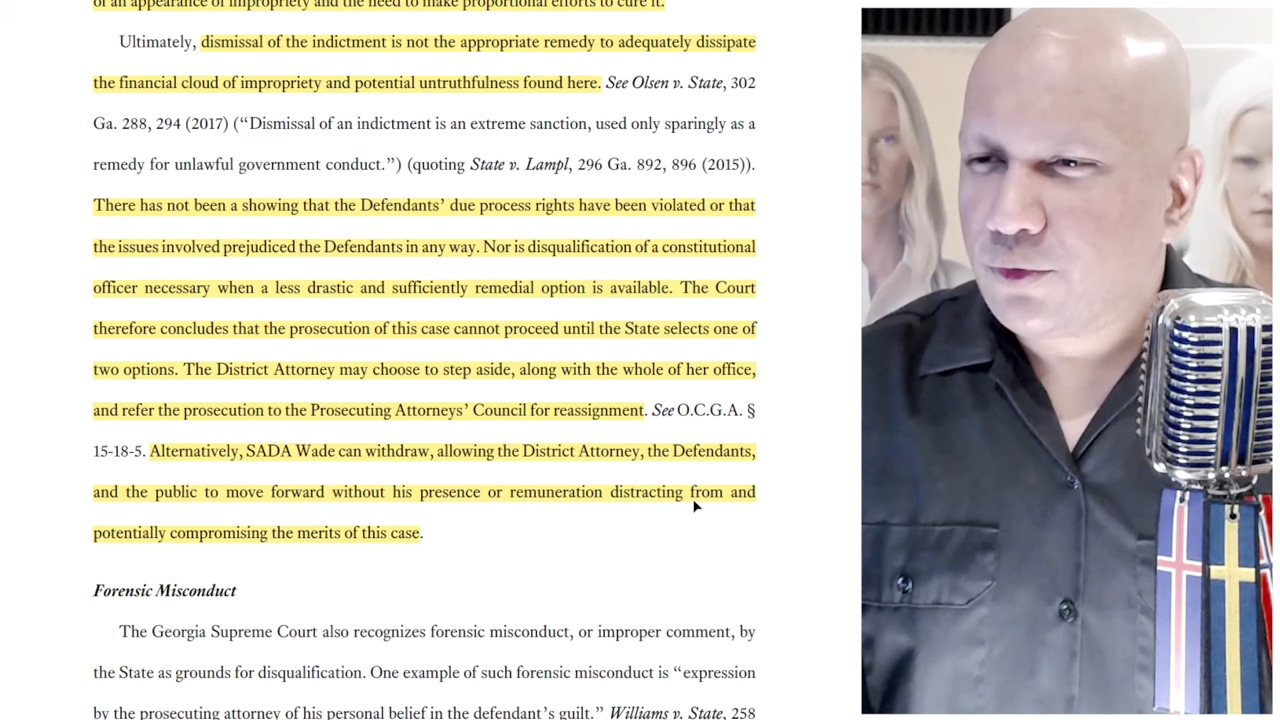 of an appearance of impropriety and the need to make proportional efforts to cure it.
Ultimately, dismissal of the indictment is not the appropriate remedy to adequately dissipate
the financial cloud of impropriety and potential untruthfulness found here. See Olsen v. State, 302
Ga. 288, 294 (2017) (“Dismissal of an indictment is an extreme sanction, used only sparingly as a
remedy for unlawful government conduct.”) (quoting State v. Lampl, 296 Ga. 892, 896 (2015)).
There has not been a showing that the Defendants’ due process rights have been violated or that
the issues involved prejudiced the Defendants in any way. Nor is disqualification of a constitutional
officer necessary when a less drastic and sufficiently remedial option is available. The Court
therefore concludes that the prosecution of this case cannot proceed until the State selects one of
two options. The District Attorney may choose to step aside, along with the whole of her office,
and refer the prosecution to the Prosecuting Attorneys’ Council for reassignment. See O.C.G.A. §
15-18-5. Alternatively, SADA Wade can withdraw, allowing the District Attorney, the Defendants,
and the public to move forward without his presence or remuneration distracting from and
potentially compromising the merits of this case.
Forensic Misconduct
The Georgia Supreme Court also recognizes forensic misconduct, or improper comment, by
the State as grounds for disqualification. One example of such forensic misconduct is “expression
by the prosecuting attorney of his personal belief in the defendant’s guilt.” Williams v. State, 258